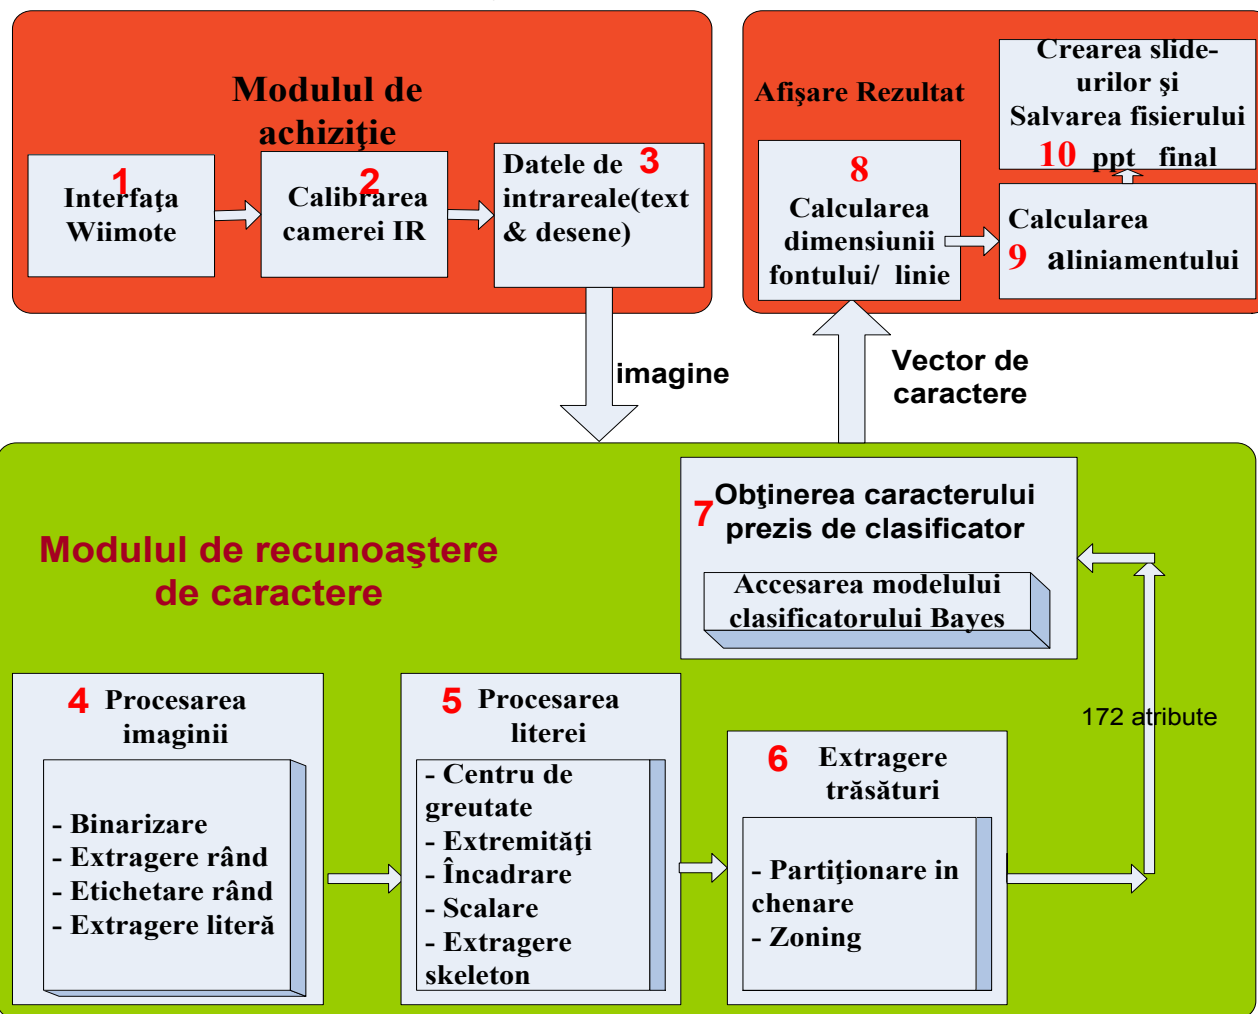 Modulul de
achiziţie
1
Interfaţa
Wiimote
2
Calibrarea
camerei IR
Datele de 3
intrareale(text
& desene)
Afişare Rezultat
8
Calcularea
dimensiunii
fontului/ linie
Calcularea
9 aliniamentului
Crearea slide-
urilor şi
Salvarea fisierului
10 ppt final
imagine
Vector de
caractere
Modulul de recunoaştere
de caractere
7 Obţinerea caracterului
prezis de clasificator
Accesarea modelului
clasificatorului Bayes
4 Procesarea
imaginii
- Binarizare
- Extragere rând
- Etichetare rând
- Extragere literă
5 Procesarea
literei
- Centru de
greutate
- Extremităţi
- Încadrare
- Scalare
- Extragere
skeleton
6 Extragere
trăsături
- Partiţionare in
chenare
- Zoning
172 atribute